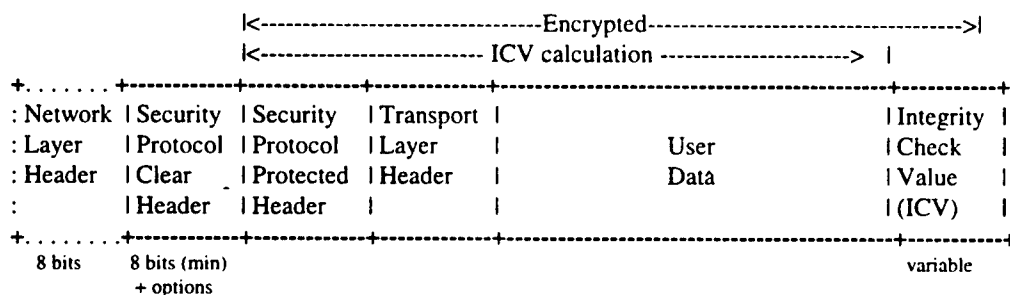 |<--------------------------------Encrypted------------------------------------->|
|<------------------------- ICV calculation ---------------------> |
+. . . . . . . +------------+------------+------------+----------------------------------------+-----------+
: Network | Security | Security | Transport | | Integrity |
: Layer | Protocol | Protocol | Layer | User | Check |
: Header | Clear | Protected | Header | Data | Value |
: | Header | Header | | | (ICV) |
+. . . . . . . . +------------+------------+------------+----------------------------------------+-----------+
8 bits 8 bits (min) variable
+ options